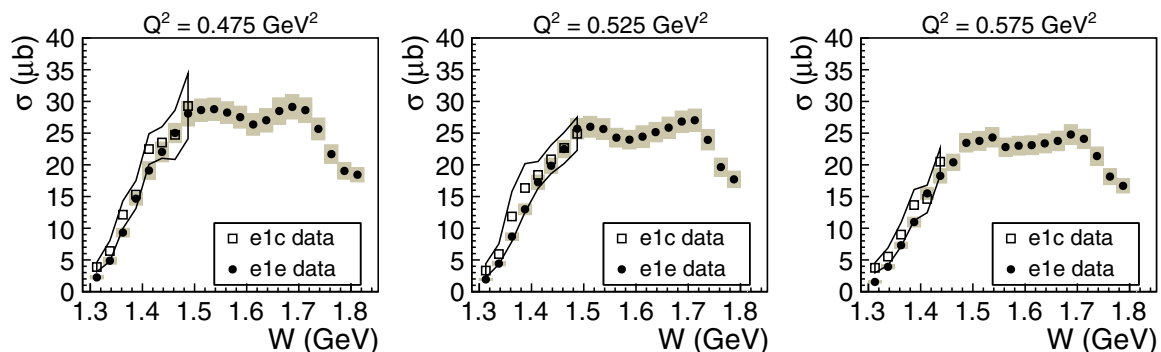 Q² = 0.475 GeV²
σ (μb)
40
35
30
25
20
15
10
5
0
e1c data
e1e data
1.3 1.4 1.5 1.6 1.7 1.8
W (GeV)
Q² = 0.525 GeV²
σ (μb)
40
35
30
25
20
15
10
5
0
e1c data
e1e data
1.3 1.4 1.5 1.6 1.7 1.8
W (GeV)
Q² = 0.575 GeV²
σ (μb)
40
35
30
25
20
15
10
5
0
e1c data
e1e data
1.3 1.4 1.5 1.6 1.7 1.8
W (GeV)